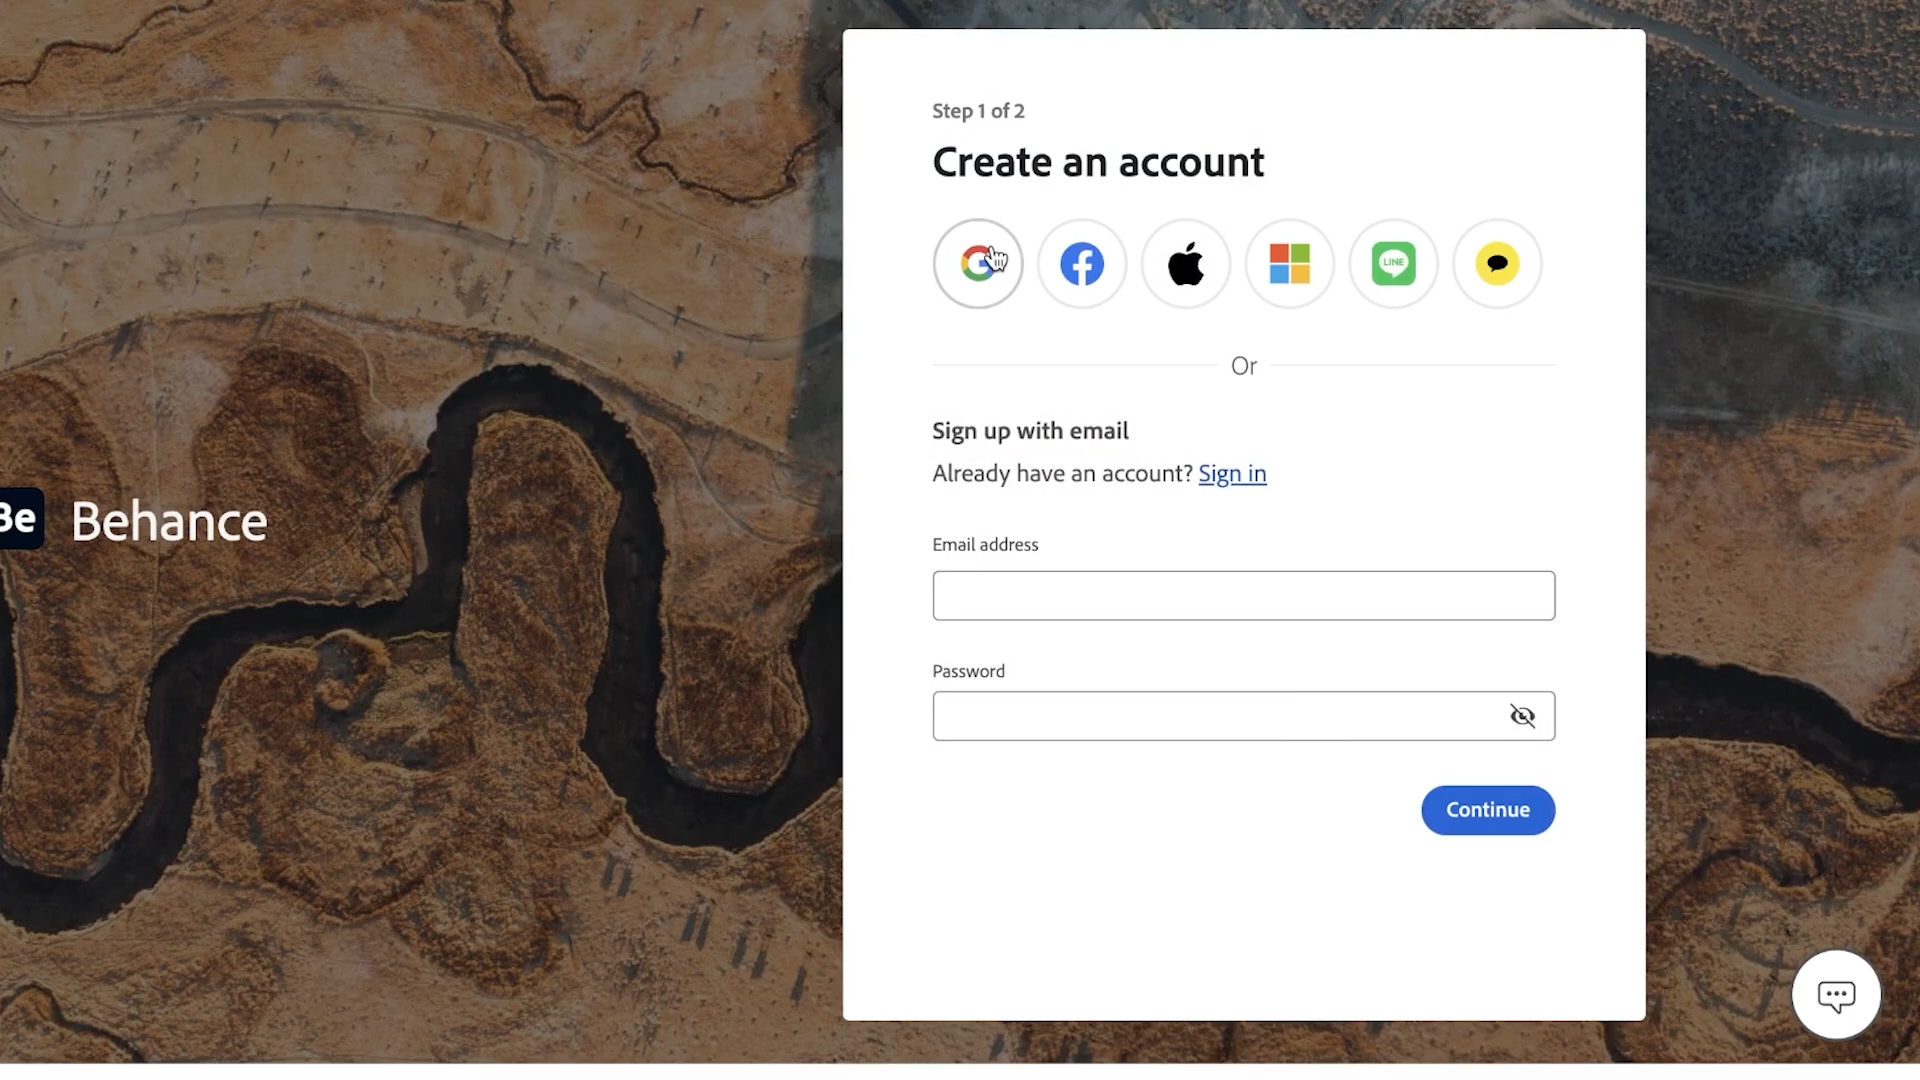 Step 1 of 2
Create an account
LINE
Or
Sign up with email
Already have an account? Sign in
Be Behance
Email address
Password
Continue